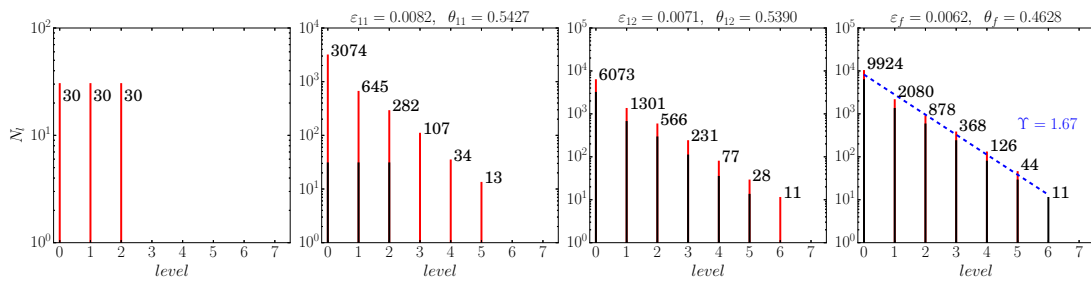 ε₁₁ = 0.0082, θ₁₁ = 0.5427
ε₁₂ = 0.0071, θ₁₂ = 0.5390
ε_f = 0.0062, θ_f = 0.4628
N_l
10²
10¹
10⁰
30 30 30
0 1 2 3 4 5 6 7
level
10⁴
10³
10²
10¹
10⁰
3074
645
282
107
34
13
0 1 2 3 4 5 6 7
level
10⁵
10⁴
10³
10²
10¹
10⁰
6073
1301
566
231
77
28
11
0 1 2 3 4 5 6 7
level
10⁵
10⁴
10³
10²
10¹
10⁰
9924
2080
878
368
Υ = 1.67
126
44
11
0 1 2 3 4 5 6 7
level